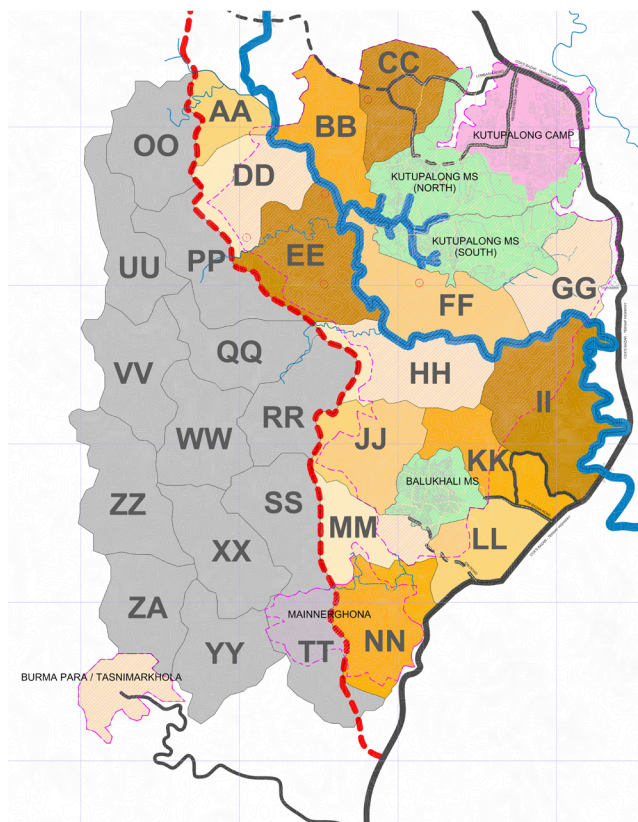 CC
AA
BB
KUTUPALONG CAMP
OO
DD
KUTUPALONG MS
(NORTH)
KUTUPALONG MS
(SOUTH)
UU
PP
EE
GG
FF
QQ
HH
VV
II
RR
WW
JJ
KK
BALUKHALI MS
ZZ
SS
MM
LL
XX
ZA
MAINNERGHONA
NN
YY
TT
BURMA PARA / TASNIMARKHOLA